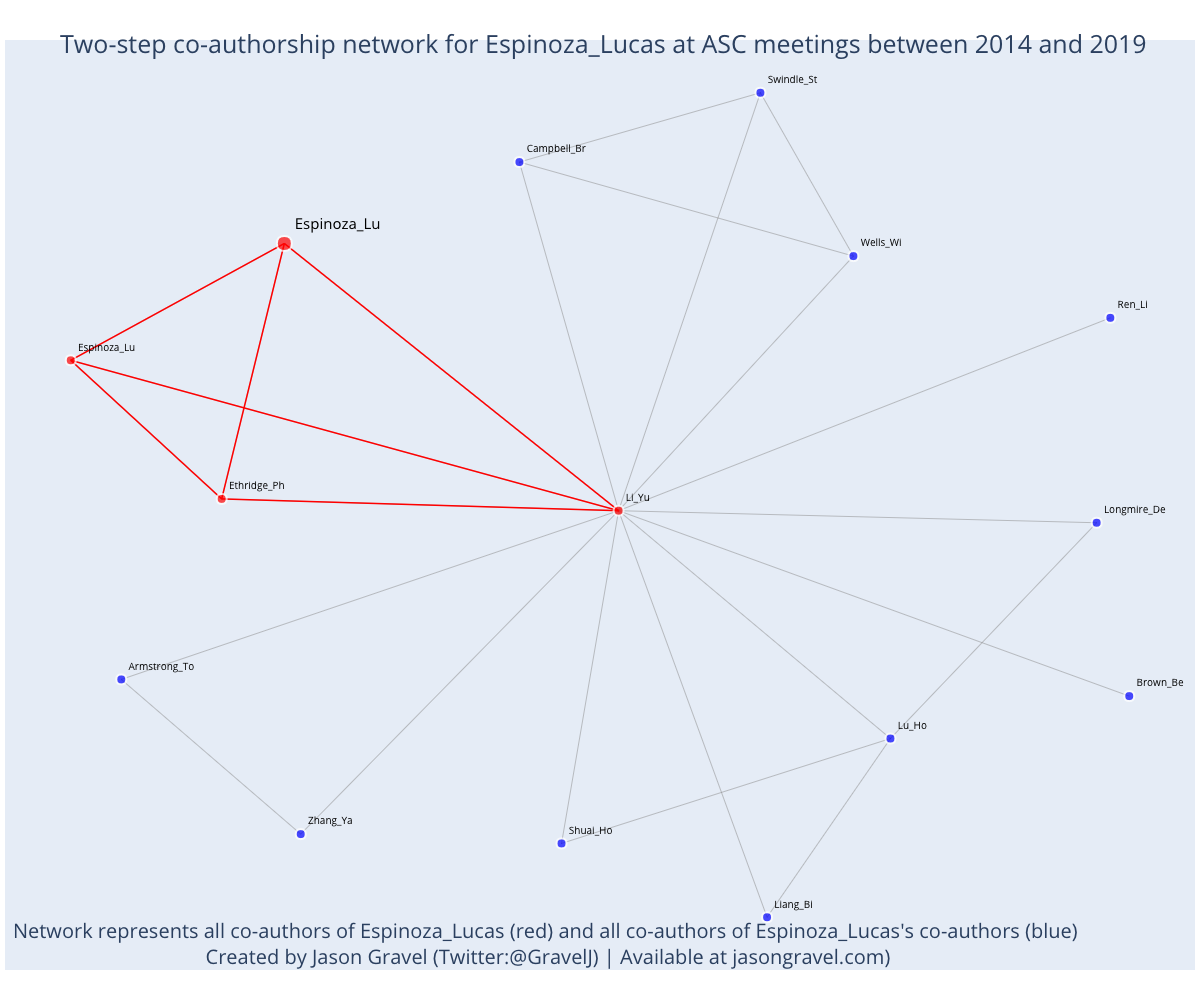 Two-step co-authorship network for Espinoza_Lucas at ASC meetings between 2014 and 2019
Swindle_St
Campbell_Br
Espinoza_Lu
Wells_Wi
Ren_Li
Espinoza_Lu
Ethridge_Ph
Li_Yu
Longmire_De
Armstrong_To
Brown_Be
Lu_Ho
Zhang_Ya
Shuai_Ho
Liang_Bi
Network represents all co-authors of Espinoza_Lucas (red) and all co-authors of Espinoza_Lucas's co-authors (blue)
Created by Jason Gravel (Twitter:@GravelJ) | Available at jasongravel.com)